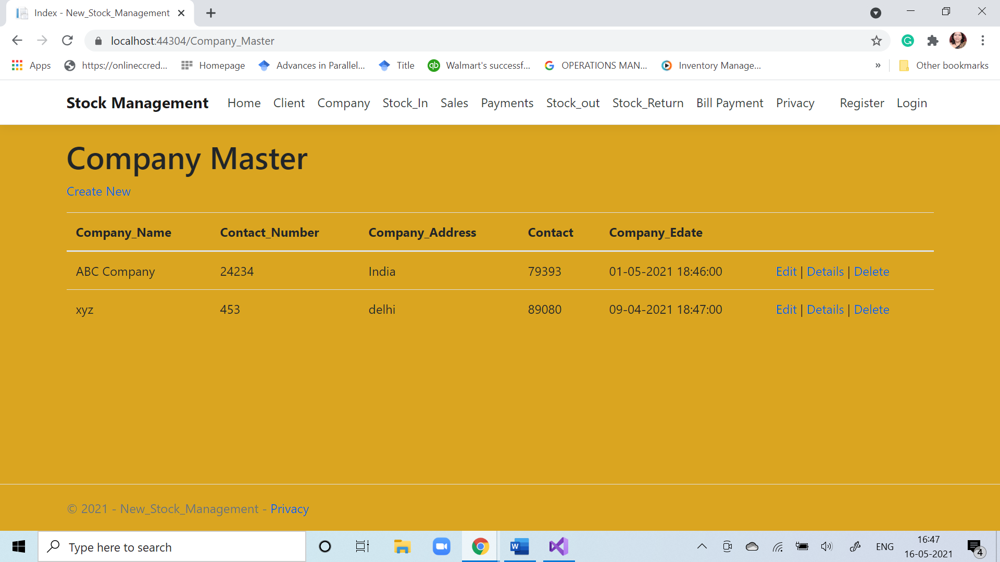 Index - New_Stock_Management
localhost:44304/Company_Master
Apps https://onlineccred... Homepage Advances in Parallel... Title qb Walmart's successf... OPERATIONS MAN... Inventory Manage... » Other bookmarks
Stock Management Home Client Company Stock_In Sales Payments Stock_out Stock_Return Bill Payment Privacy Register Login
Company Master
Create New
Company_Name Contact_Number Company_Address Contact Company_Edate
ABC Company 24234 India 79393 01-05-2021 18:46:00 Edit | Details | Delete
xyz 453 delhi 89080 09-04-2021 18:47:00 Edit | Details | Delete
© 2021 - New_Stock_Management - Privacy
Type here to search
W
ENG
16:47
16-05-2021
4